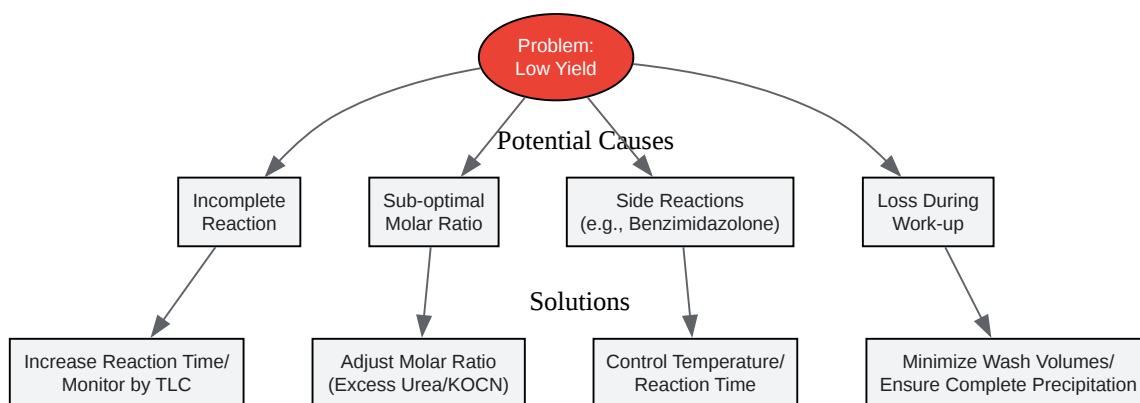 Problem:
Low Yield
Potential Causes
Incomplete
Reaction
Sub-optimal
Molar Ratio
Side Reactions
(e.g., Benzimidazolone)
Loss During
Work-up
Solutions
Increase Reaction Time/
Monitor by TLC
Adjust Molar Ratio
(Excess Urea/KOCN)
Control Temperature/
Reaction Time
Minimize Wash Volumes/
Ensure Complete Precipitation